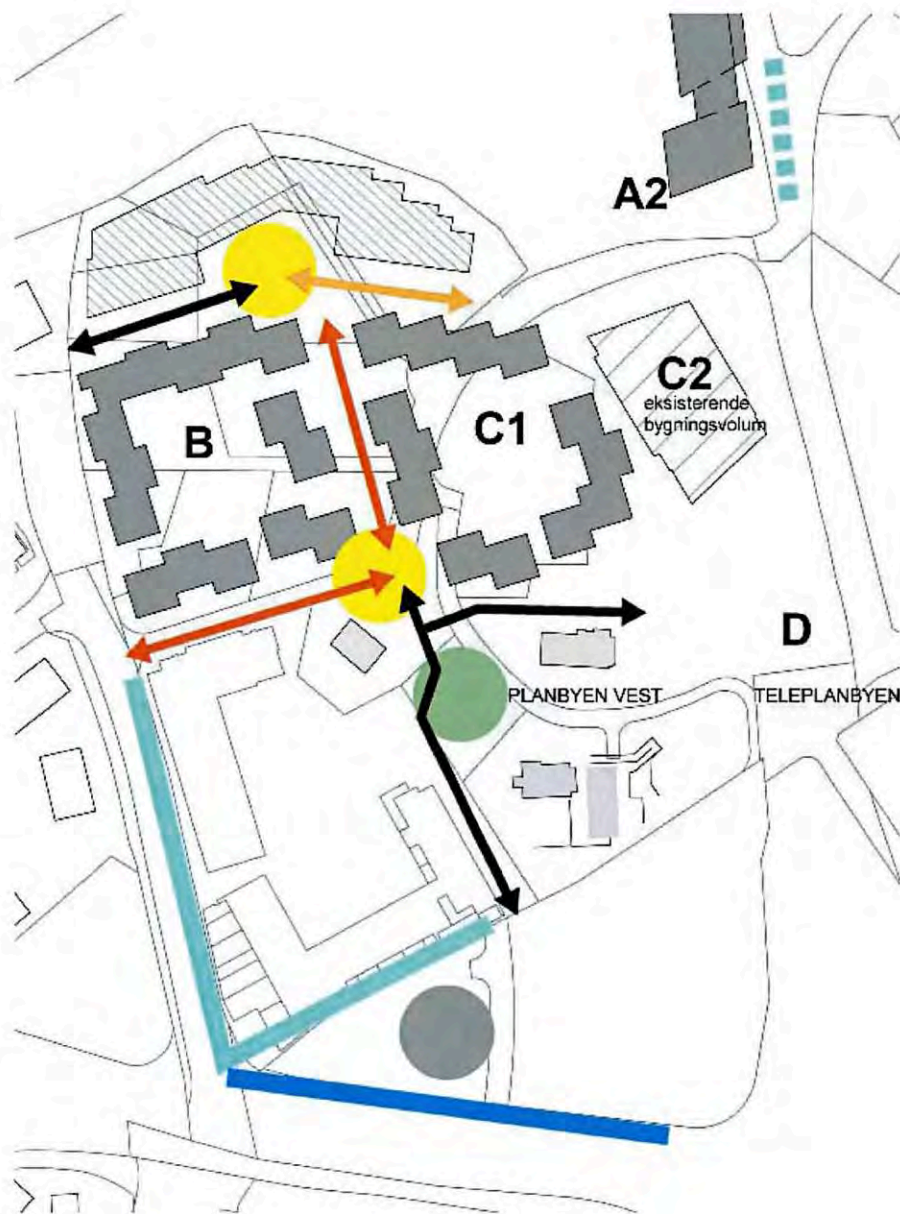 A2
C2
eksisterende
bygningsvolum
C1
B
D
PLANBYEN VEST
TELEPLANBYEN